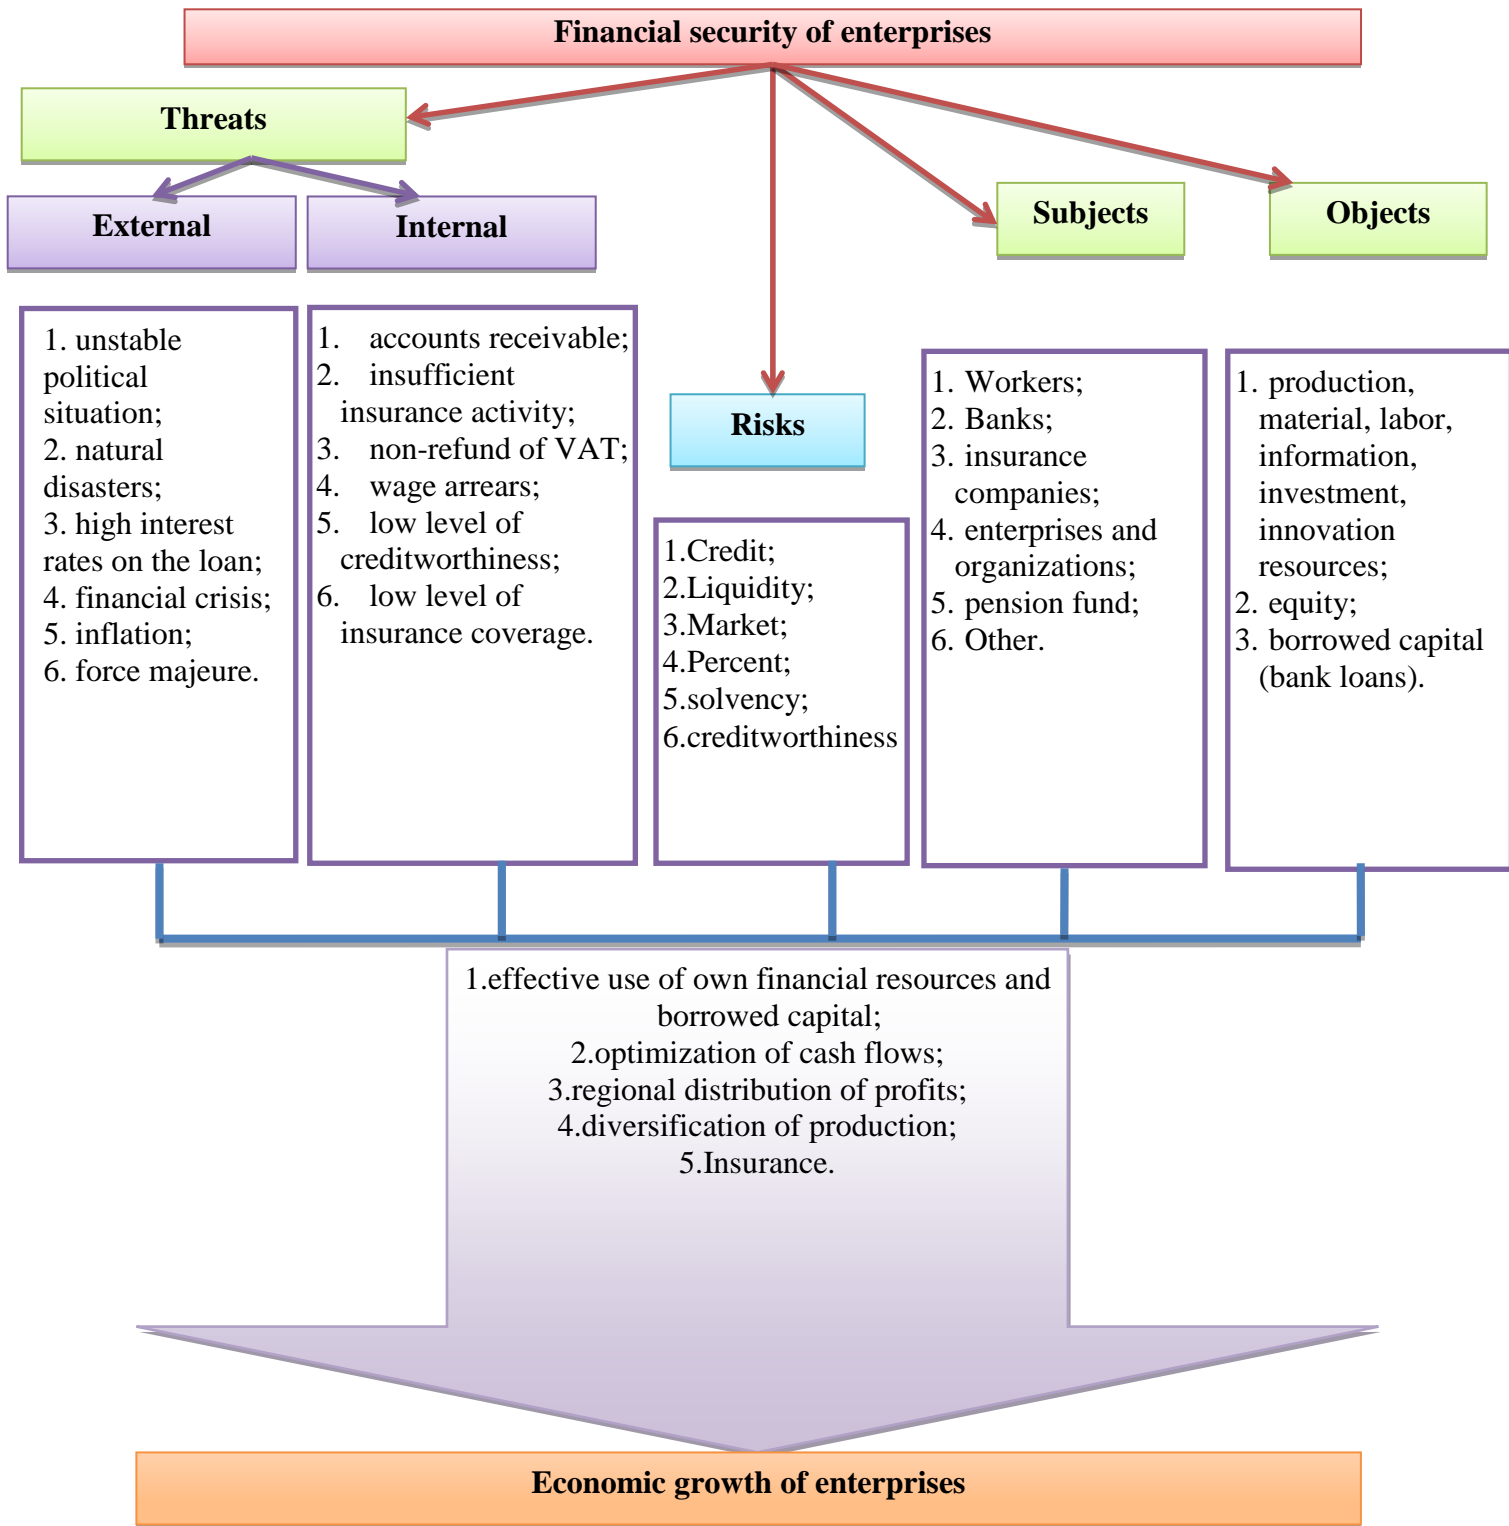 Financial security of enterprises
Threats
External
Internal
Subjects
Objects
Risks
1. unstable
political
situation;
2. natural
disasters;
3. high interest
rates on the loan;
4. financial crisis;
5. inflation;
6. force majeure.
1. accounts receivable;
2. insufficient
insurance activity;
3. non-refund of VAT;
4. wage arrears;
5. low level of
creditworthiness;
6. low level of
insurance coverage.
1.Credit;
2.Liquidity;
3.Market;
4.Percent;
5.solvency;
6.creditworthiness
1. Workers;
2. Banks;
3. insurance
companies;
4. enterprises and
organizations;
5. pension fund;
6. Other.
1. production,
material, labor,
information,
investment,
innovation
resources;
2. equity;
3. borrowed capital
(bank loans).
1.effective use of own financial resources and
borrowed capital;
2.optimization of cash flows;
3.regional distribution of profits;
4.diversification of production;
5.Insurance.
Economic growth of enterprises